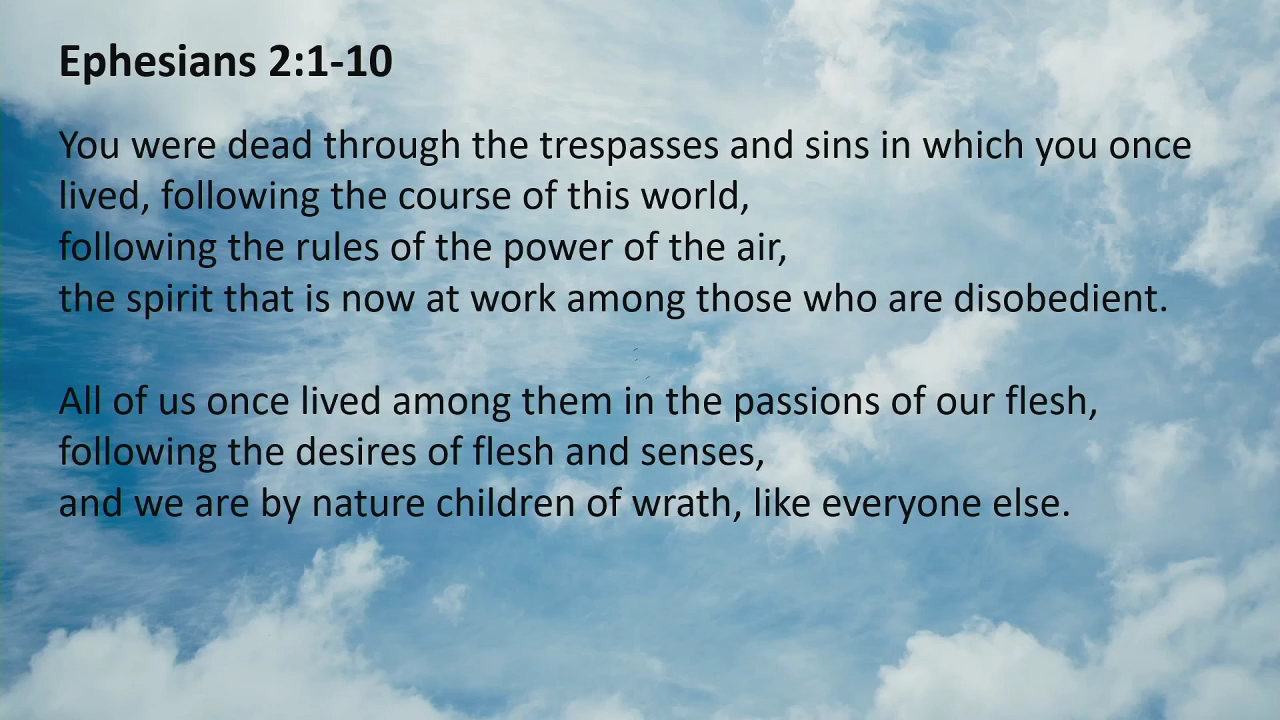 Ephesians 2:1-10
You were dead through the trespasses and sins in which you once
lived, following the course of this world,
following the rules of the power of the air,
the spirit that is now at work among those who are disobedient.
All of us once lived among them in the passions of our flesh,
following the desires of flesh and senses,
and we are by nature children of wrath, like everyone else.